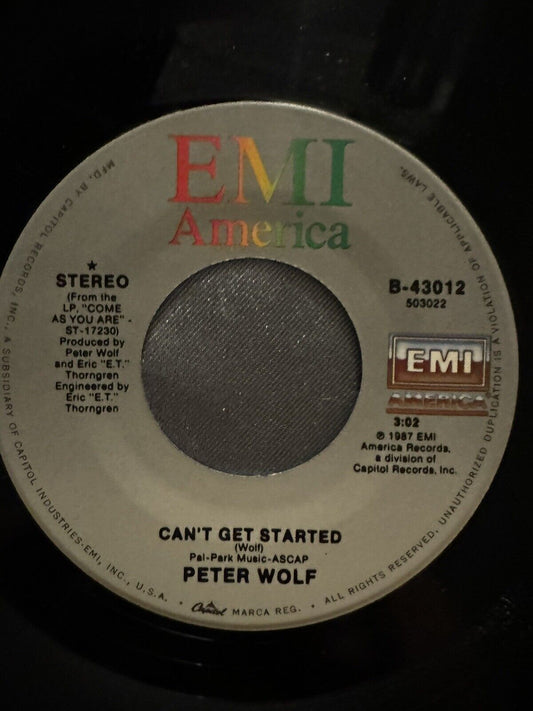 EMI
America
★
STEREO
(From the
LP, "COME
AS YOU ARE" -
ST-17230)
Produced by
Peter Wolf
and Eric "E.T."
Thorngren
Engineered by
Eric "E.T."
Thorngren
B-43012
503022
EMI
AMERICA
3:02
℗ 1987 EMI
America Records,
a division of
Capitol Records, Inc.
CAN'T GET STARTED
(Wolf)
Pal-Park Music-ASCAP
PETER WOLF
MFD. BY CAPITOL RECORDS, INC., A SUBSIDIARY OF CAPITOL INDUSTRIES-EMI, INC., U.S.A. • Capitol MARCA REG. • ALL RIGHTS RESERVED. UNAUTHORIZED DUPLICATION IS A VIOLATION OF APPLICABLE LAWS.